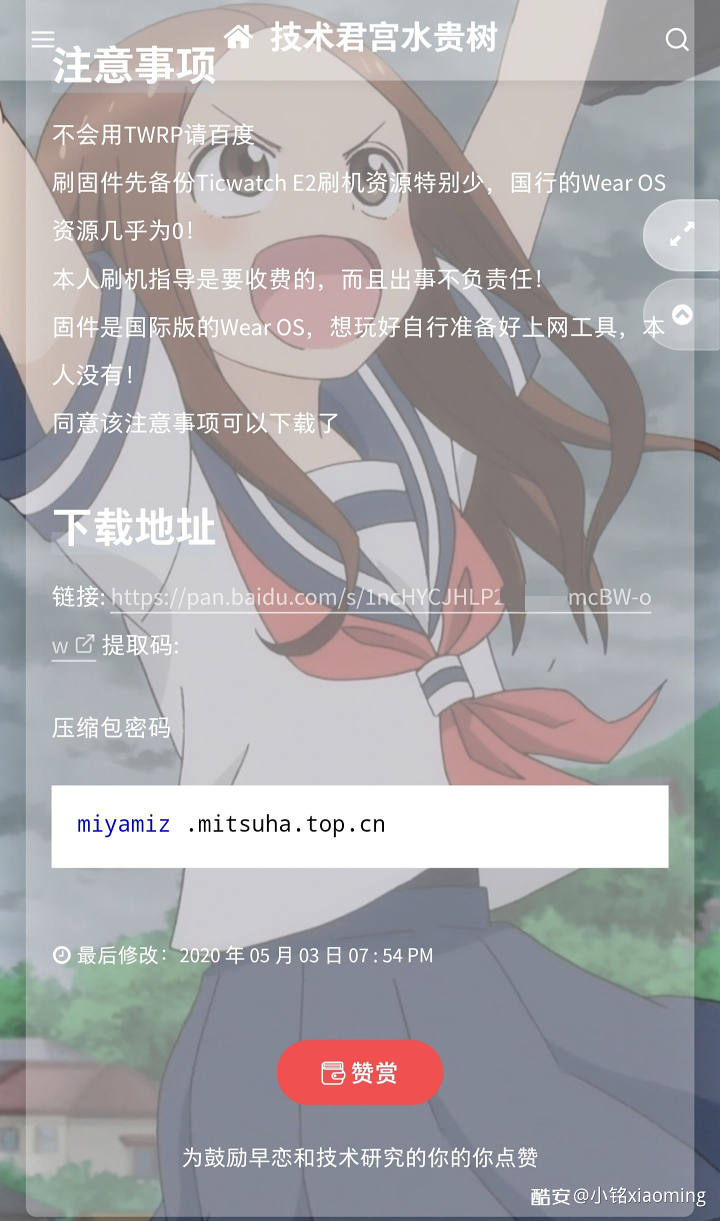 技术君宫水贵树
注意事项
不会用TWRP请百度
刷固件先备份Ticwatch E2刷机资源特别少，国行的Wear OS
资源几乎为0！
本人刷机指导是要收费的，而且出事不负责任！
固件是国际版的Wear OS，想玩好自行准备好上网工具，本
人没有！
同意该注意事项可以下载了
下载地址
链接: https://pan.baidu.com/s/1ncHYCJHLP mcBW-o
w 提取码:
压缩包密码
miyamiz .mitsuha.top.cn
最后修改：2020 年 05 月 03 日 07 : 54 PM
赞赏
为鼓励早恋和技术研究的你的你点赞
酷安@小铭xiaoming